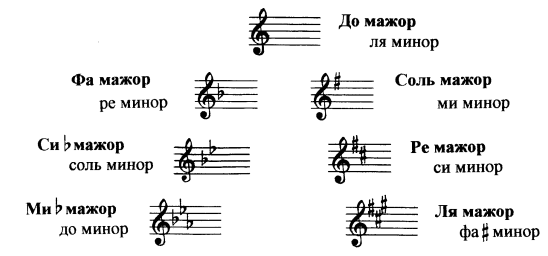 До мажор
ля минор
Фа мажор
ре минор
Соль мажор
ми минор
Си♭мажор
соль минор
Ре мажор
си минор
Ми♭мажор
до минор
Ля мажор
фа♯минор